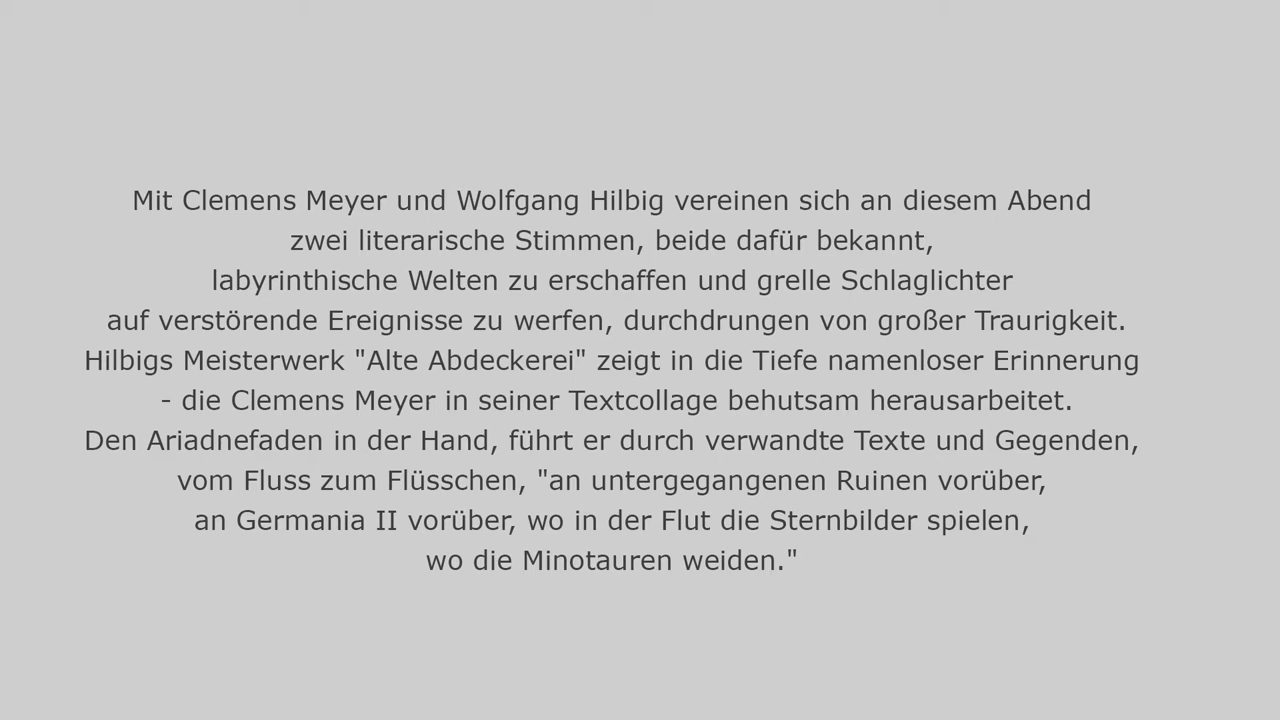 Mit Clemens Meyer und Wolfgang Hilbig vereinen sich an diesem Abend
zwei literarische Stimmen, beide dafür bekannt,
labyrinthische Welten zu erschaffen und grelle Schlaglichter
auf verstörende Ereignisse zu werfen, durchdrungen von großer Traurigkeit.
Hilbigs Meisterwerk "Alte Abdeckerei" zeigt in die Tiefe namenloser Erinnerung
- die Clemens Meyer in seiner Textcollage behutsam herausarbeitet.
Den Ariadnefaden in der Hand, führt er durch verwandte Texte und Gegenden,
vom Fluss zum Flüsschen, "an untergegangenen Ruinen vorüber,
an Germania II vorüber, wo in der Flut die Sternbilder spielen,
wo die Minotauren weiden."